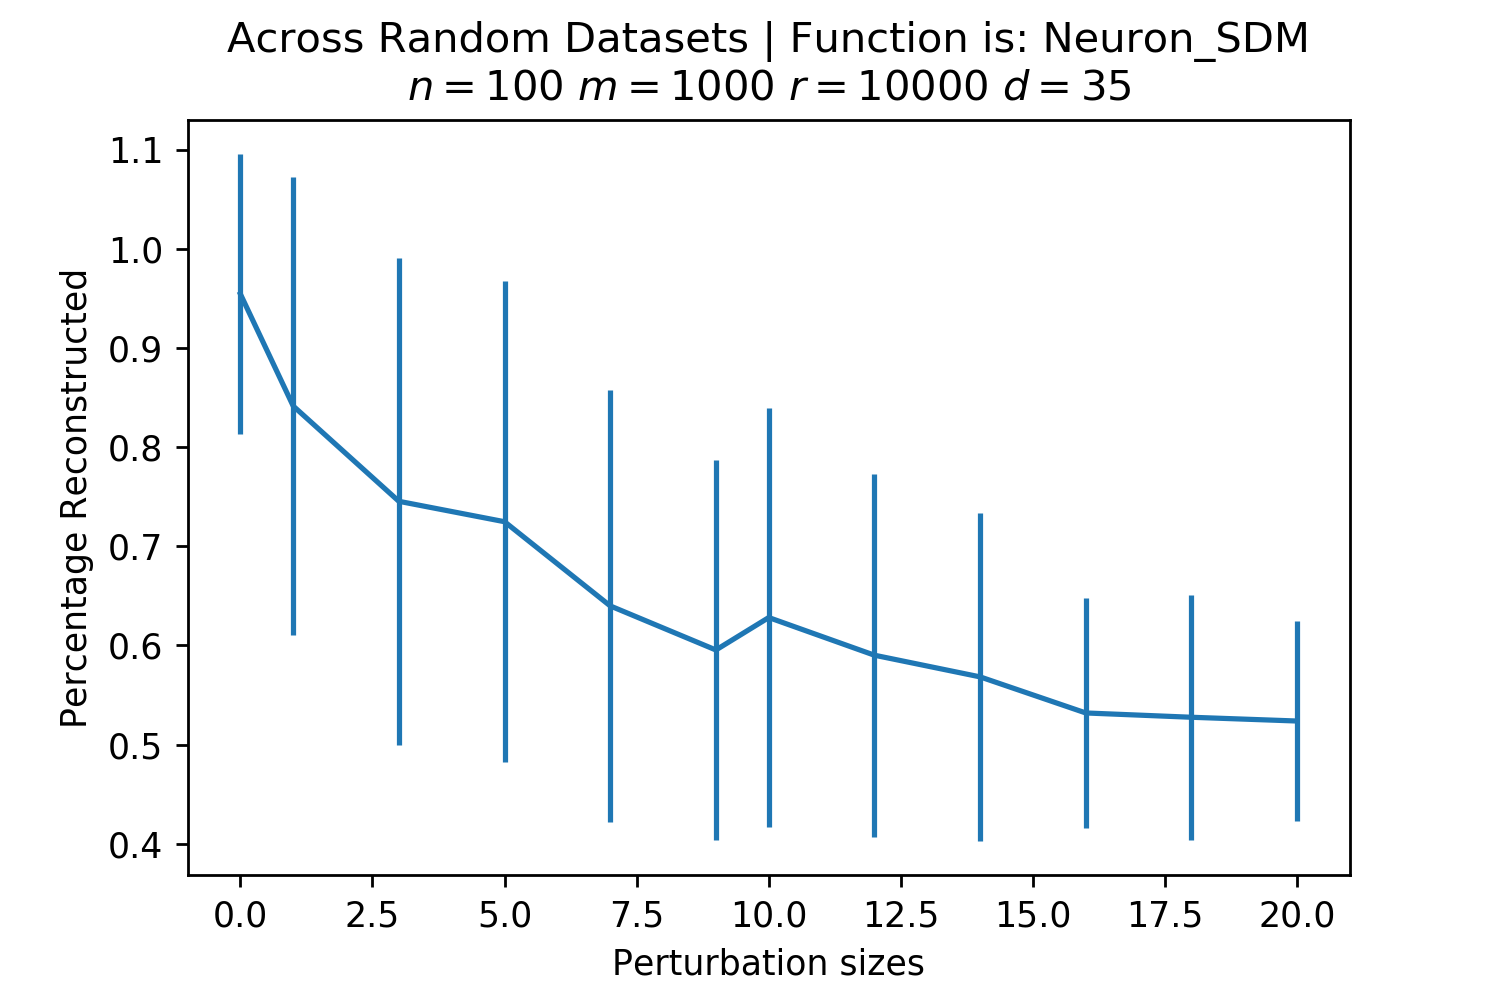 Across Random Datasets | Function is: Neuron_SDM
n = 100 m = 1000 r = 10000 d = 35
1.1
1.0
0.9
0.8
0.7
0.6
0.5
0.4
Percentage Reconstructed
0.0 2.5 5.0 7.5 10.0 12.5 15.0 17.5 20.0
Perturbation sizes